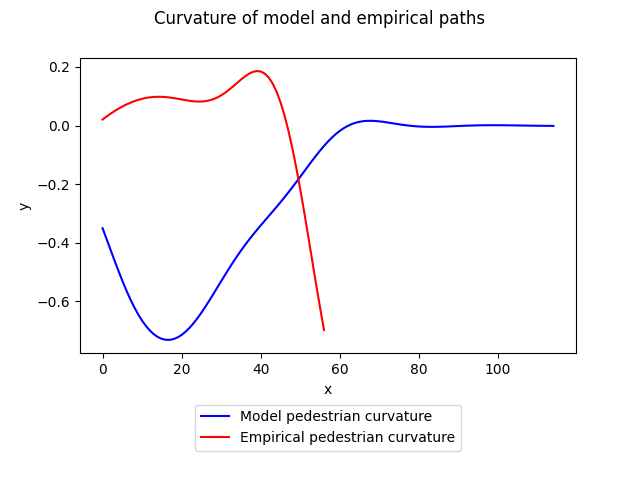 Curvature of model and empirical paths
0.2
0.0
−0.2
−0.4
−0.6
y
0 20 40 60 80 100
x
Model pedestrian curvature
Empirical pedestrian curvature